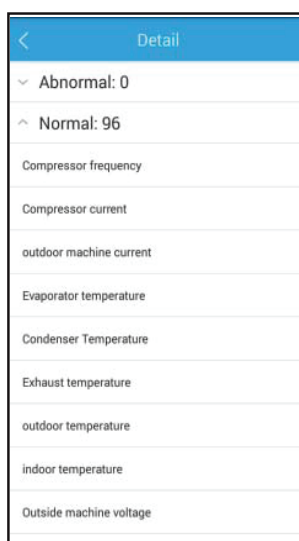 Detail
Abnormal: 0
Normal: 96
Compressor frequency
Compressor current
outdoor machine current
Evaporator temperature
Condenser Temperature
Exhaust temperature
outdoor temperature
indoor temperature
Outside machine voltage